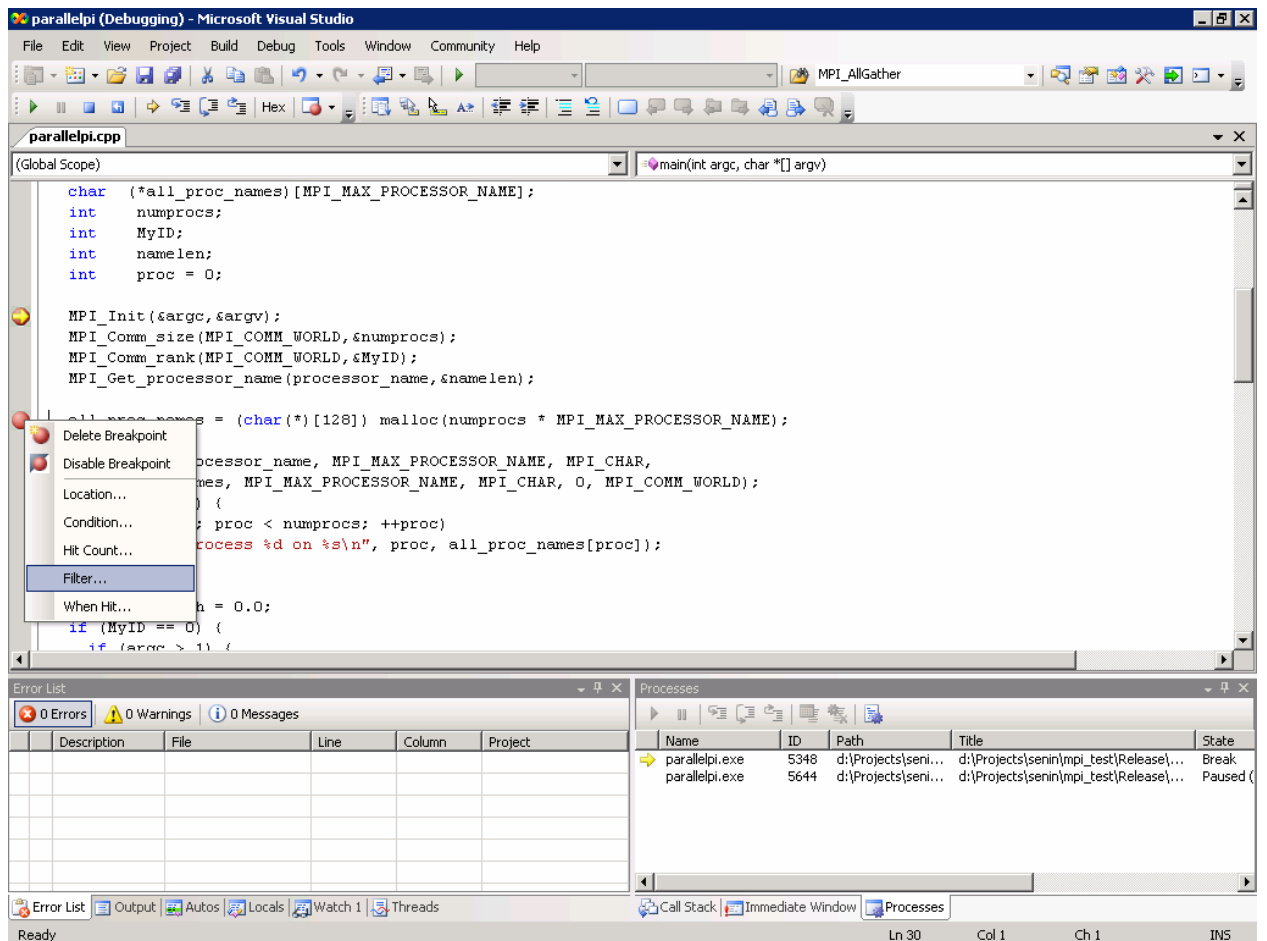 parallelpi (Debugging) - Microsoft Visual Studio
File Edit View Project Build Debug Tools Window Community Help
MPI_AllGather
Hex
parallelpi.cpp
(Global Scope)
main(int argc, char *[] argv)
char (*all_proc_names)[MPI_MAX_PROCESSOR_NAME];
int numprocs;
int MyID;
int namelen;
int proc = 0;
MPI_Init(&argc,&argv);
MPI_Comm_size(MPI_COMM_WORLD,&numprocs);
MPI_Comm_rank(MPI_COMM_WORLD,&MyID);
MPI_Get_processor_name(processor_name,&namelen);
all_proc_names = (char(*)[128]) malloc(numprocs * MPI_MAX_PROCESSOR_NAME);
ocessor_name, MPI_MAX_PROCESSOR_NAME, MPI_CHAR,
mes, MPI_MAX_PROCESSOR_NAME, MPI_CHAR, 0, MPI_COMM_WORLD);
) {
; proc < numprocs; ++proc)
rocess %d on %s\n", proc, all_proc_names[proc]);
h = 0.0;
if (MyID == 0) {
if (argc > 1) {
Delete Breakpoint
Disable Breakpoint
Location...
Condition...
Hit Count...
Filter...
When Hit...
Error List
0 Errors 0 Warnings 0 Messages
Description File Line Column Project
Processes
Name ID Path Title State
parallelpi.exe 5348 d:\Projects\seni... d:\Projects\senin\mpi_test\Release\... Break
parallelpi.exe 5644 d:\Projects\seni... d:\Projects\senin\mpi_test\Release\... Paused (
Error List Output Autos Locals Watch 1 Threads
Call Stack Immediate Window Processes
Ready Ln 30 Col 1 Ch 1 INS